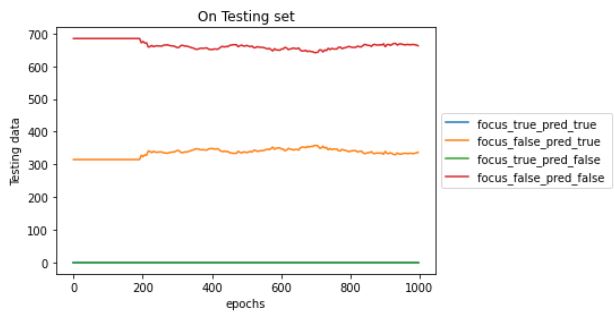 On Testing set
Testing data
700
600
500
400
300
200
100
0
0 200 400 600 800 1000
epochs
focus_true_pred_true
focus_false_pred_true
focus_true_pred_false
focus_false_pred_false